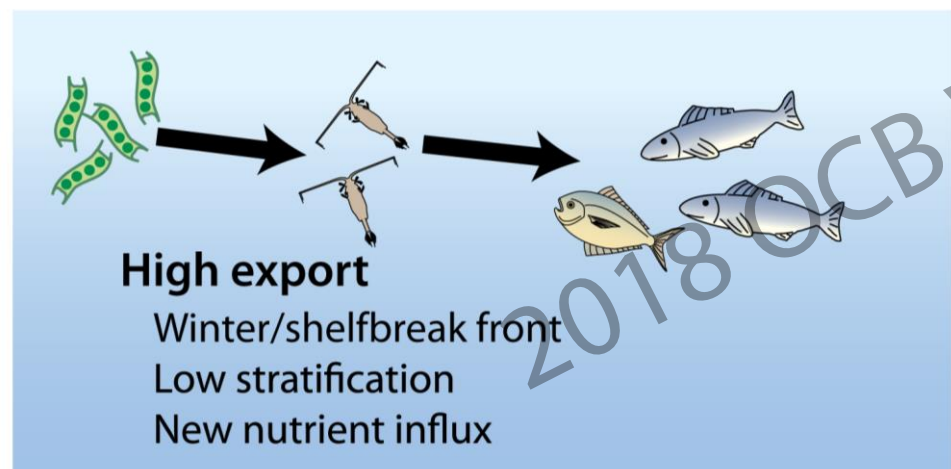 High export
Winter/shelfbreak front
Low stratification
New nutrient influx
2018 OCB